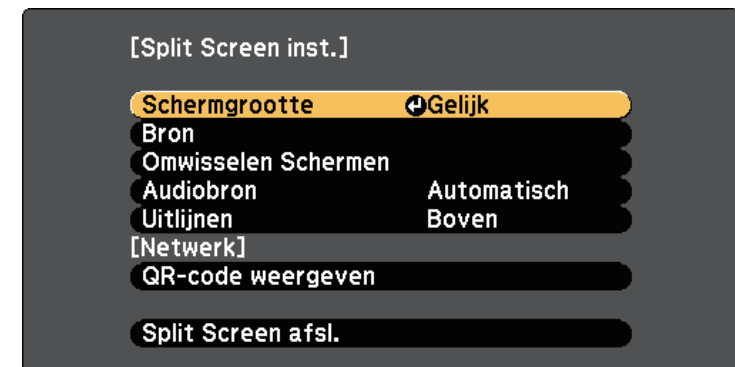 [Split Screen inst.]
Schermgrootte Gelijk
Bron
Omwisselen Schermen
Audiobron Automatisch
Uitlijnen Boven
[Netwerk]
QR-code weergeven
Split Screen afsl.